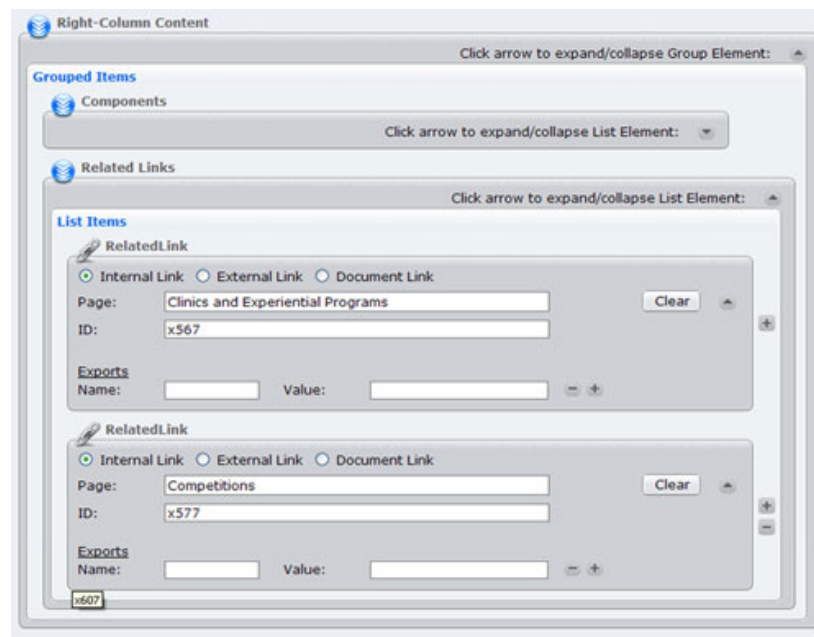 Right-Column Content
Click arrow to expand/collapse Group Element:
Grouped Items
Components
Click arrow to expand/collapse List Element:
Related Links
Click arrow to expand/collapse List Element:
List Items
RelatedLink
Internal Link External Link Document Link
Page: Clinics and Experiential Programs Clear
ID: x567
Exports
Name: Value:
RelatedLink
Internal Link External Link Document Link
Page: Competitions Clear
ID: x577
Exports
Name: Value:
x607